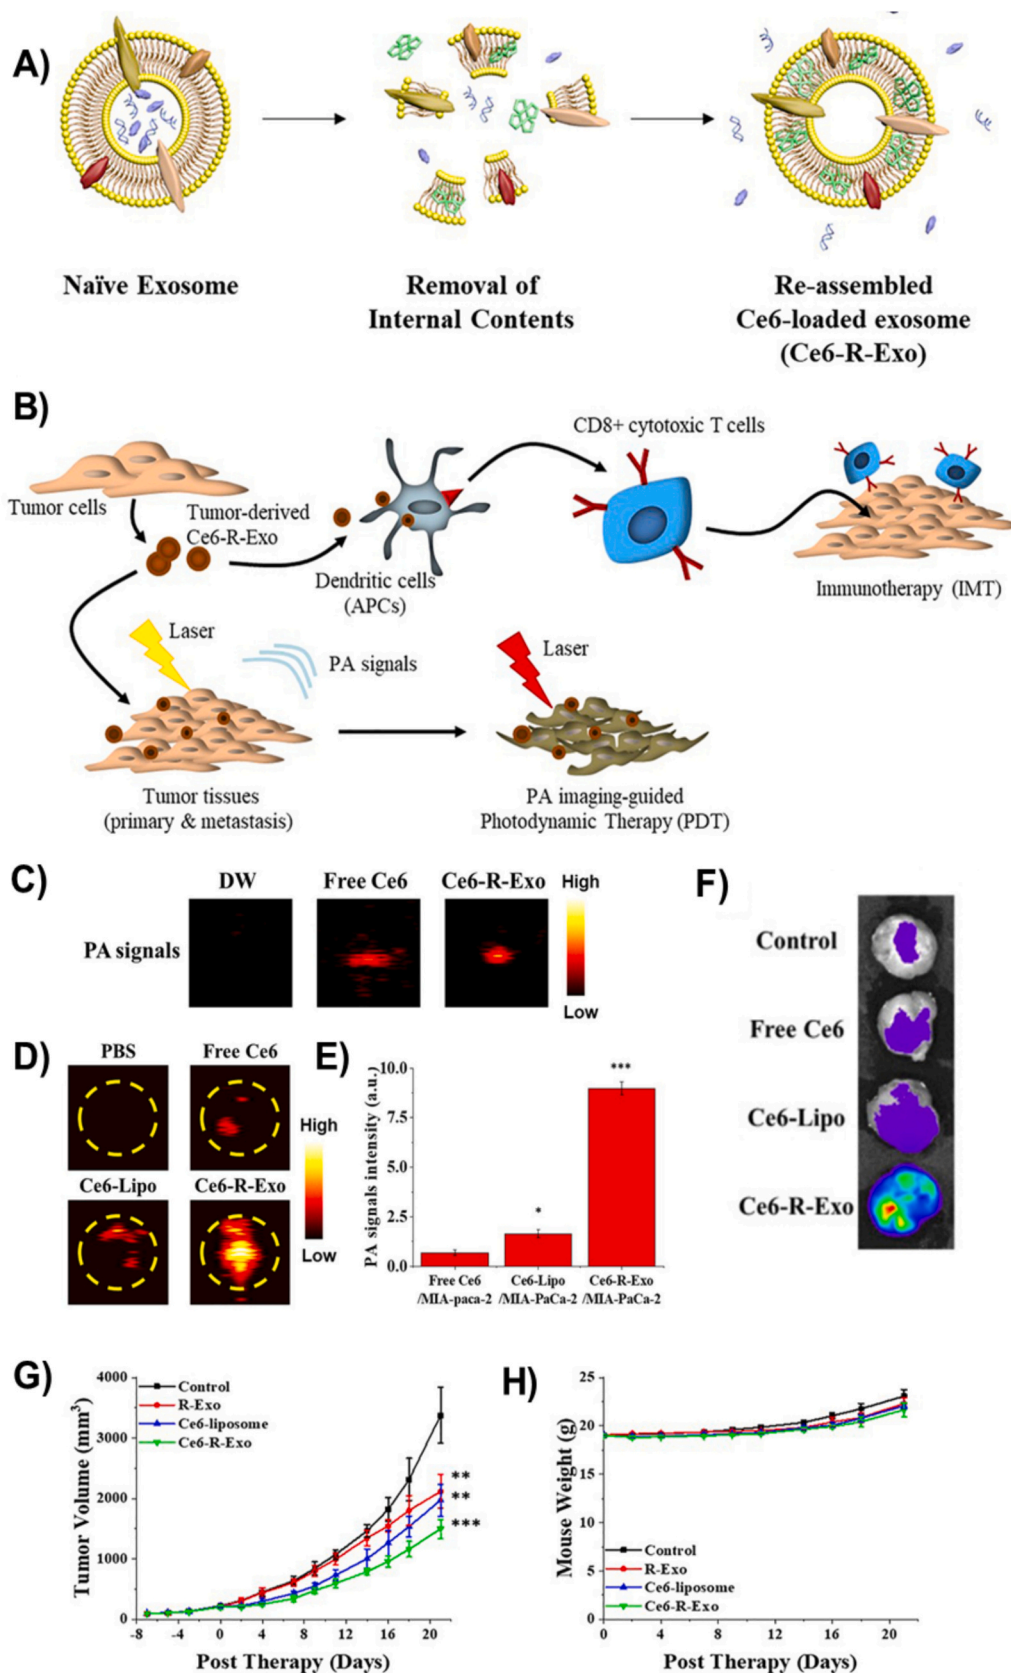 A)
Naïve Exosome
Removal of
Internal Contents
Re-assembled
Ce6-loaded exosome
(Ce6-R-Exo)
B)
Tumor cells
Tumor-derived
Ce6-R-Exo
Dendritic cells
(APCs)
CD8+ cytotoxic T cells
Immunotherapy (IMT)
Laser
PA signals
Laser
Tumor tissues
(primary & metastasis)
PA imaging-guided
Photodynamic Therapy (PDT)
C)
DW
Free Ce6
Ce6-R-Exo
PA signals
High
Low
D)
PBS
Free Ce6
Ce6-Lipo
Ce6-R-Exo
High
Low
E)
PA signals intensity (a.u.)
10.0
7.5
5.0
2.5
0.0
*
***
Free Ce6
/MIA-paca-2
Ce6-Lipo
/MIA-PaCa-2
Ce6-R-Exo
/MIA-PaCa-2
F)
Control
Free Ce6
Ce6-Lipo
Ce6-R-Exo
G)
Tumor Volume (mm³)
4000
3000
2000
1000
0
Control
R-Exo
Ce6-liposome
Ce6-R-Exo
**
**
***
-8 -4 0 4 8 12 16 20
Post Therapy (Days)
H)
Mouse Weight (g)
25
20
15
10
5
0
Control
R-Exo
Ce6-liposome
Ce6-R-Exo
0 4 8 12 16 20
Post Therapy (Days)